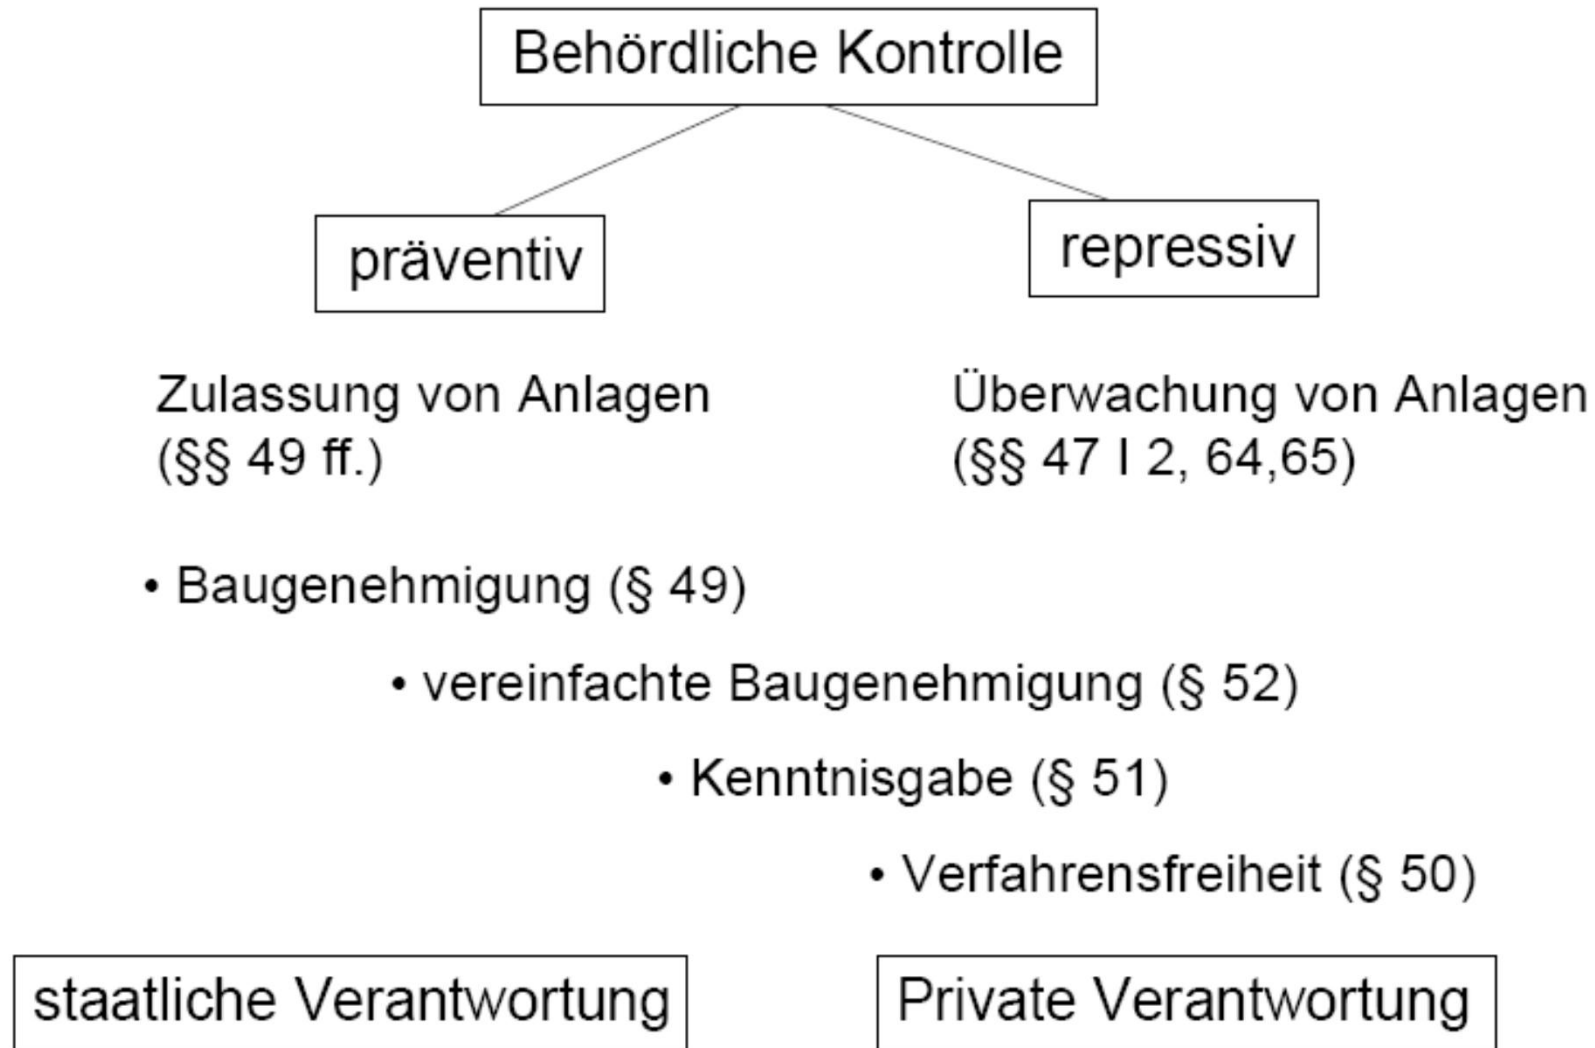 Behördliche Kontrolle
präventiv
repressiv
Zulassung von Anlagen
(§§ 49 ff.)
Überwachung von Anlagen
(§§ 47 I 2, 64,65)
• Baugenehmigung (§ 49)
• vereinfachte Baugenehmigung (§ 52)
• Kenntnisgabe (§ 51)
• Verfahrensfreiheit (§ 50)
staatliche Verantwortung
Private Verantwortung